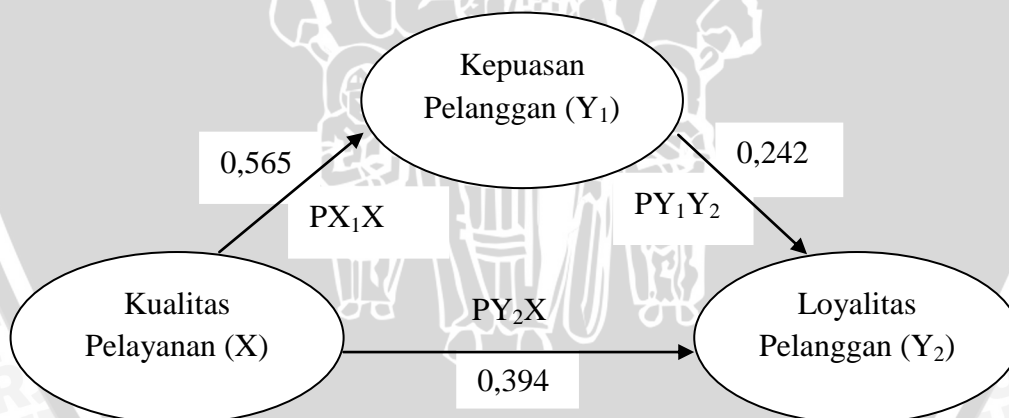 Kepuasan
Pelanggan (Y₁)
0,565
0,242
PX₁X
PY₁Y₂
Kualitas
Pelayanan (X)
PY₂X
Loyalitas
Pelanggan (Y₂)
0,394